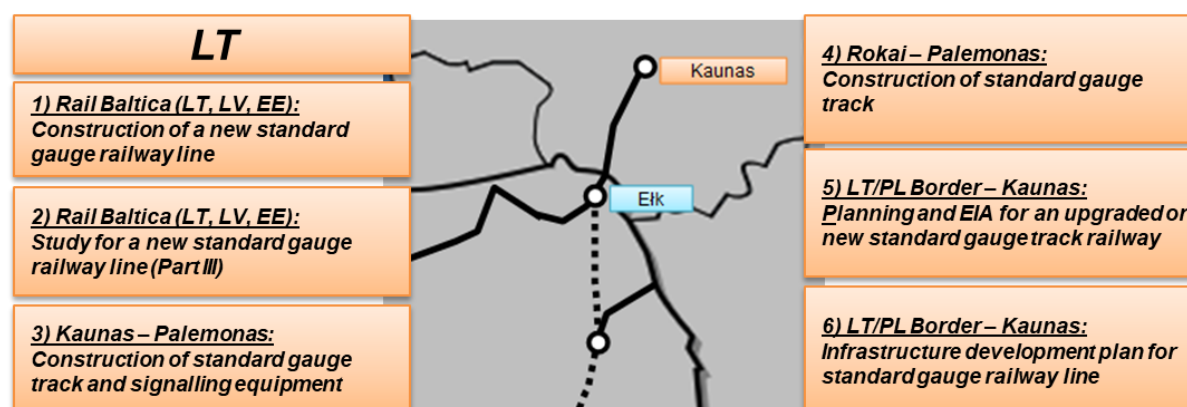 LT
1) Rail Baltica (LT, LV, EE):
Construction of a new standard
gauge railway line
2) Rail Baltica (LT, LV, EE):
Study for a new standard gauge
railway line (Part III)
3) Kaunas – Palemonas:
Construction of standard gauge
track and signalling equipment
Kaunas
Ełk
4) Rokai – Palemonas:
Construction of standard gauge
track
5) LT/PL Border – Kaunas:
Planning and EIA for an upgraded or
new standard gauge track railway
6) LT/PL Border – Kaunas:
Infrastructure development plan for
standard gauge railway line